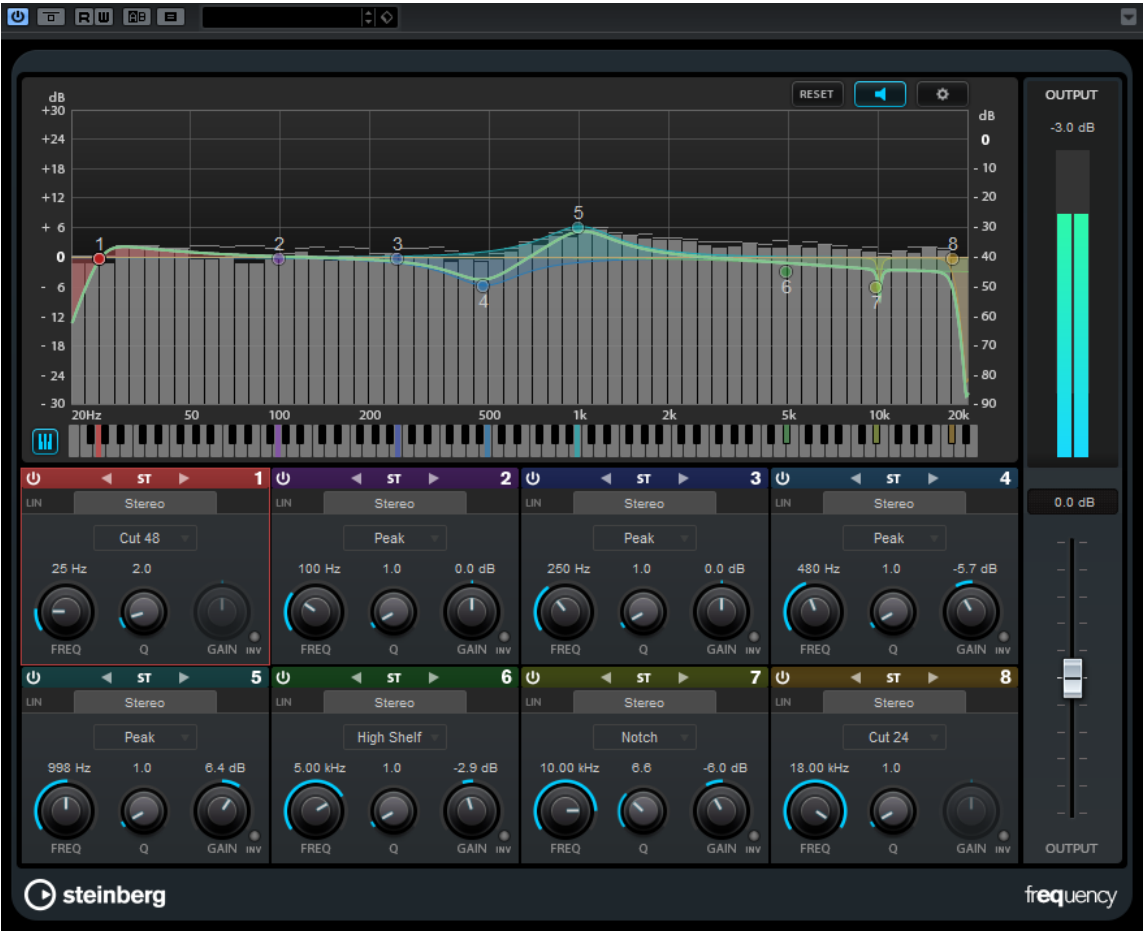 R W AB
RESET
OUTPUT
-3.0 dB
dB
+30
+24
+18
+12
+ 6
0
- 6
- 12
- 18
- 24
- 30
dB
0
- 10
- 20
- 30
- 40
- 50
- 60
- 70
- 80
- 90
1 2 3 4 5 6 7 8
20Hz 50 100 200 500 1k 2k 5k 10k 20k
ST 1 ST 2 ST 3 ST 4
LIN Stereo LIN Stereo LIN Stereo LIN Stereo
0.0 dB
Cut 48 Peak Peak Peak
25 Hz 2.0 100 Hz 1.0 0.0 dB 250 Hz 1.0 0.0 dB 480 Hz 1.0 -5.7 dB
FREQ Q GAIN INV FREQ Q GAIN INV FREQ Q GAIN INV FREQ Q GAIN INV
ST 5 ST 6 ST 7 ST 8
LIN Stereo LIN Stereo LIN Stereo LIN Stereo
Peak High Shelf Notch Cut 24
998 Hz 1.0 6.4 dB 5.00 kHz 1.0 -2.9 dB 10.00 kHz 6.6 -6.0 dB 18.00 kHz 1.0
FREQ Q GAIN INV FREQ Q GAIN INV FREQ Q GAIN INV FREQ Q GAIN INV
OUTPUT
steinberg
frequency